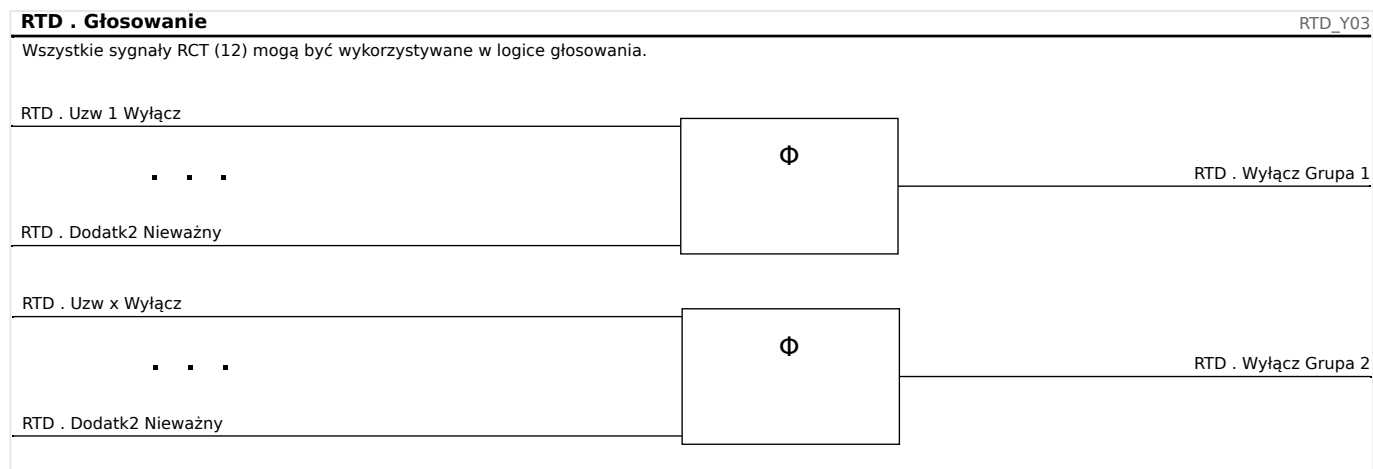 RTD . Głosowanie RTD_Y03
Wszystkie sygnały RCT (12) mogą być wykorzystywane w logice głosowania.
RTD . Uzw 1 Wyłącz
Φ
. . .
RTD . Wyłącz Grupa 1
RTD . Dodatk2 Nieważny
RTD . Uzw x Wyłącz
Φ
. . .
RTD . Wyłącz Grupa 2
RTD . Dodatk2 Nieważny